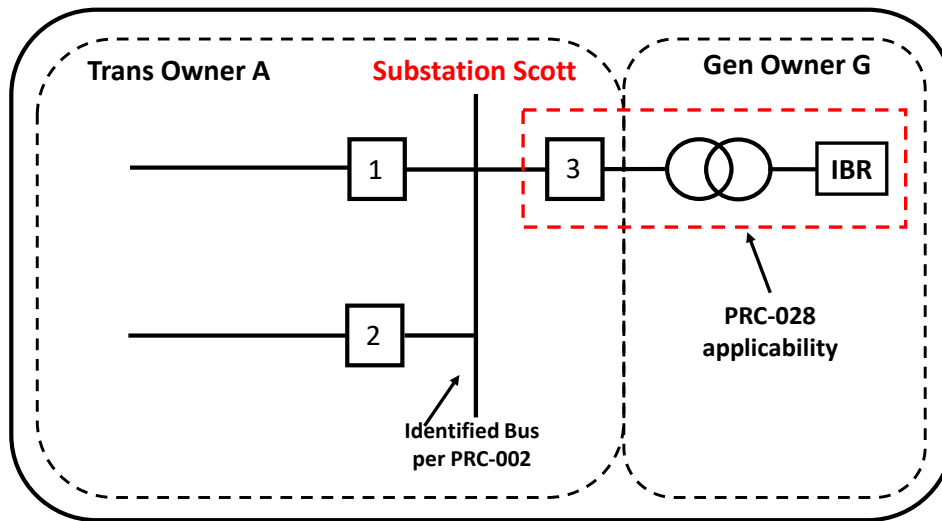 Trans Owner A
Substation Scott
Gen Owner G
1
3
IBR
2
PRC-028
applicability
Identified Bus
per PRC-002